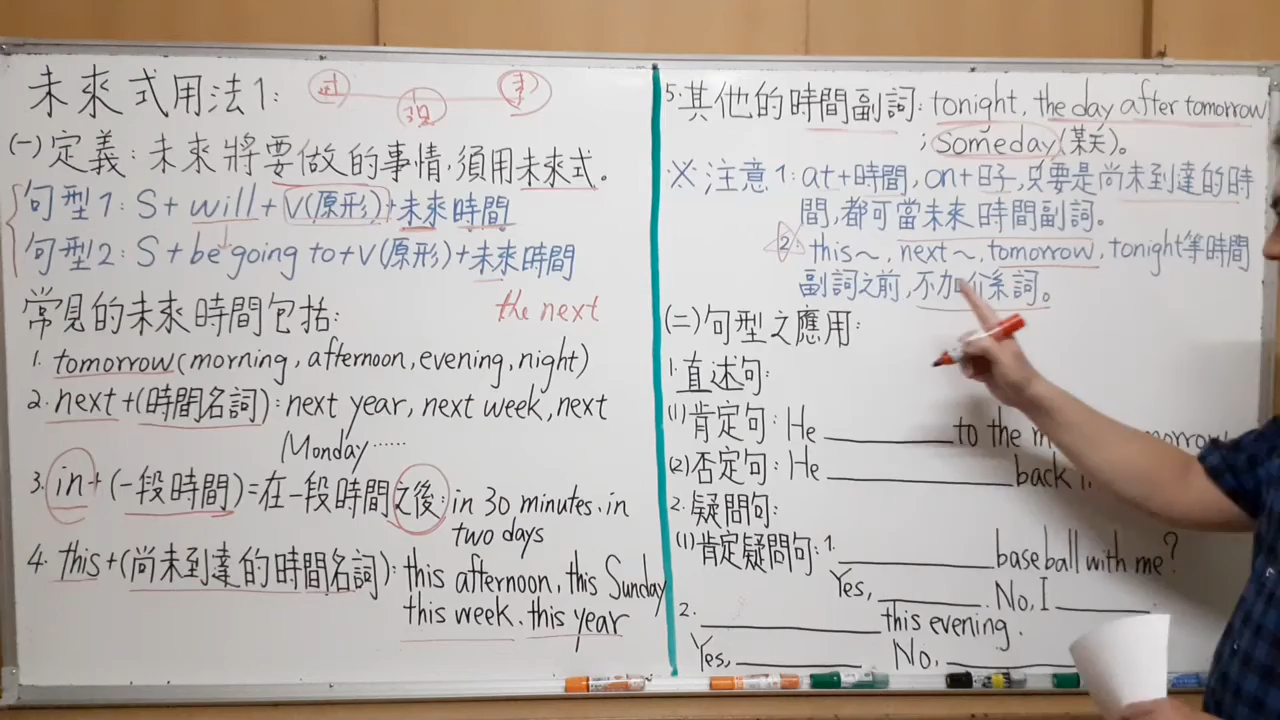 未來式用法1:
過 現 未
(一)定義:未來將要做的事情,須用未來式。
句型1: S+will+V(原形)+未來時間
句型2: S+be going to+V(原形)+未來時間
常見的未來時間包括:
the next
1. tomorrow(morning, afternoon, evening, night)
2. next+(時間名詞): next year, next week, next
Monday……
3. in+(一段時間)=在一段時間之後: in 30 minutes、in
two days
4. this+(尚未到達的時間名詞): this afternoon, this Sunday
this week、this year
5.其他的時間副詞: tonight, the day after tomorrow
; someday(某天)。
※注意1: at+時間, on+日子,只要是尚未到達的時
間,都可當未來時間副詞。
2. this~, next~, tomorrow, tonight等時間
副詞之前,不加介系詞。
(二)句型之應用:
1.直述句:
(1)肯定句: He ________ to the
(2)否定句: He ________ back
2.疑問句:
(1)肯定疑問句: 1. ________ baseball with me?
Yes, ________. No, I ________.
2. ________ this evening.
Yes, ________ No, ________